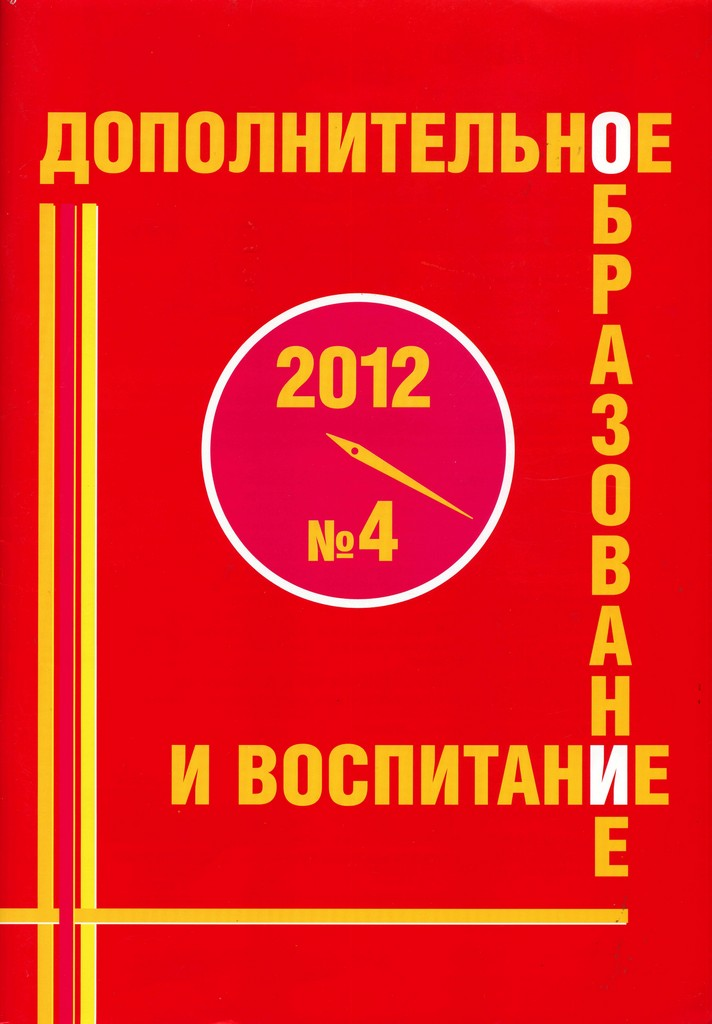 ДОПОЛНИТЕЛЬНОЕ
ОБРАЗОВАНИЕ
2012
№4
И ВОСПИТАНИЕ